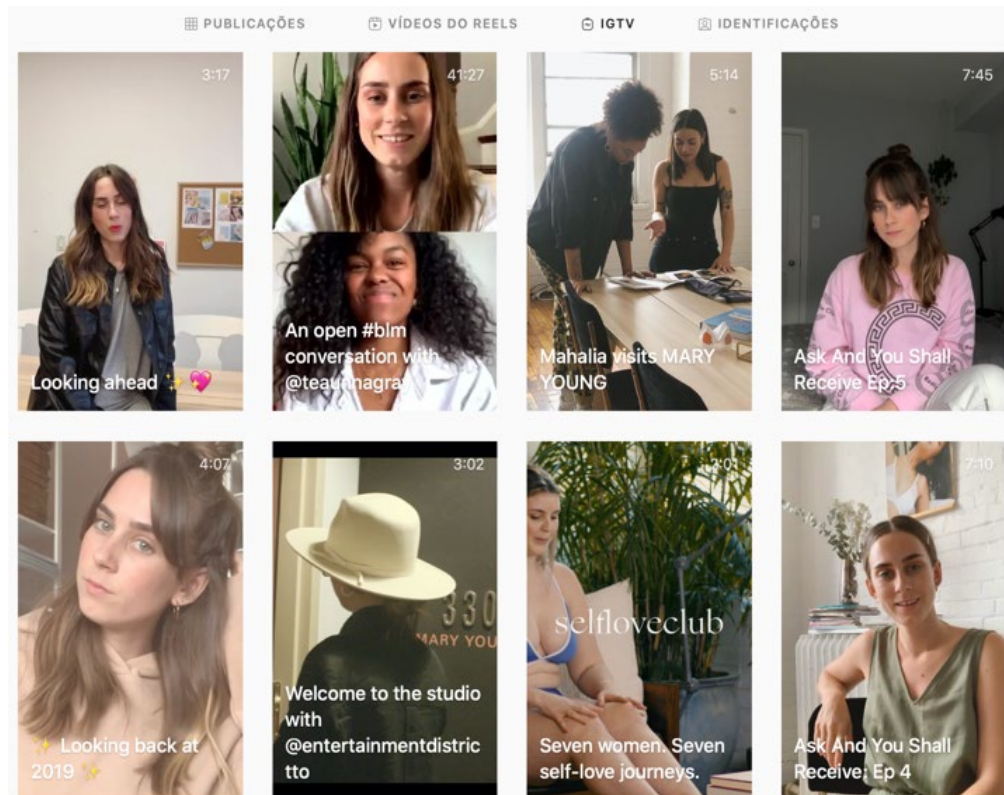 PUBLICAÇÕES VÍDEOS DO REELS IGTV IDENTIFICAÇÕES
3:17
Looking ahead ✨ 💖
41:27
An open #blm
conversation with
@teaunnagray
5:14
Mahalia visits MARY
YOUNG
7:45
Ask And You Shall
Receive Ep:5
4:07
✨ Looking back at
2019 ✨
3:02
330
MARY YOU
Welcome to the studio
with
@entertainmentdistric
tto
2:01
selfloveclub
Seven women. Seven
self-love journeys.
7:10
Ask And You Shall
Receive: Ep 4